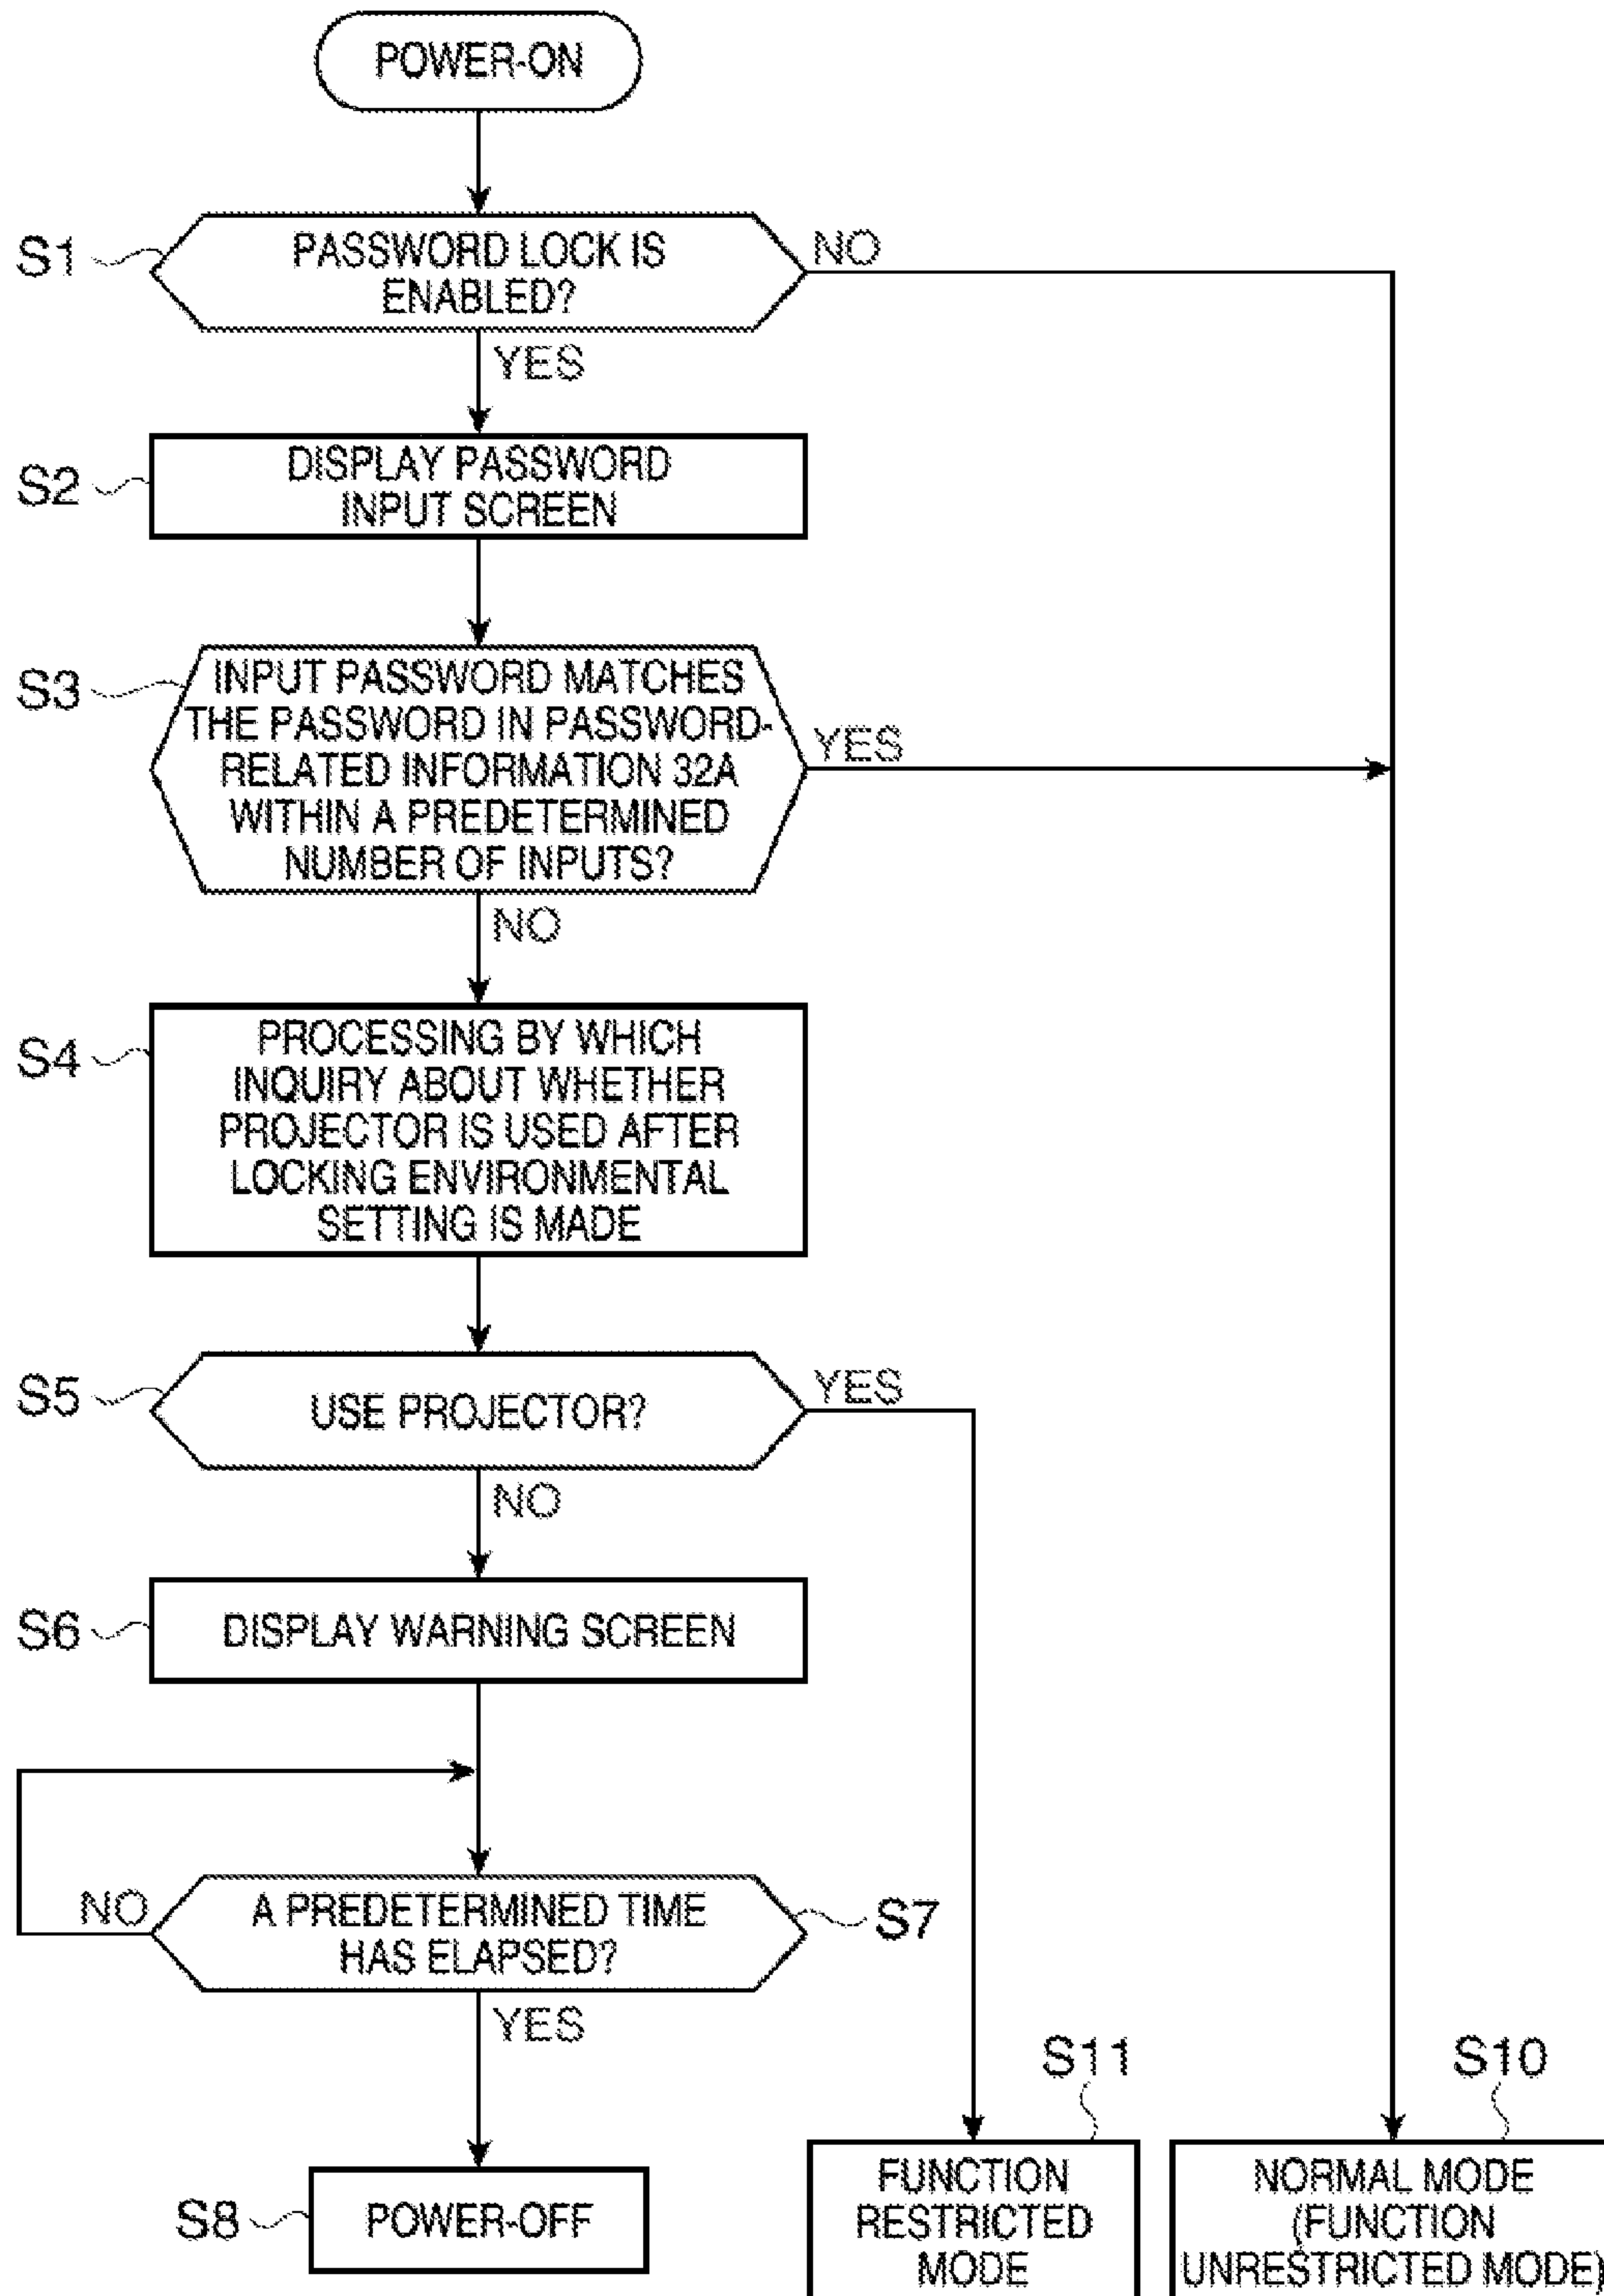 POWER-ON
S1
PASSWORD LOCK IS
ENABLED?
NO
YES
S2
DISPLAY PASSWORD
INPUT SCREEN
S3
INPUT PASSWORD MATCHES
THE PASSWORD IN PASSWORD-
RELATED INFORMATION 32A
WITHIN A PREDETERMINED
NUMBER OF INPUTS?
YES
NO
S4
PROCESSING BY WHICH
INQUIRY ABOUT WHETHER
PROJECTOR IS USED AFTER
LOCKING ENVIRONMENTAL
SETTING IS MADE
S5
USE PROJECTOR?
YES
NO
S6
DISPLAY WARNING SCREEN
NO
A PREDETERMINED TIME
HAS ELAPSED?
S7
YES
S8
POWER-OFF
S11
FUNCTION
RESTRICTED
MODE
S10
NORMAL MODE
(FUNCTION
UNRESTRICTED MODE)